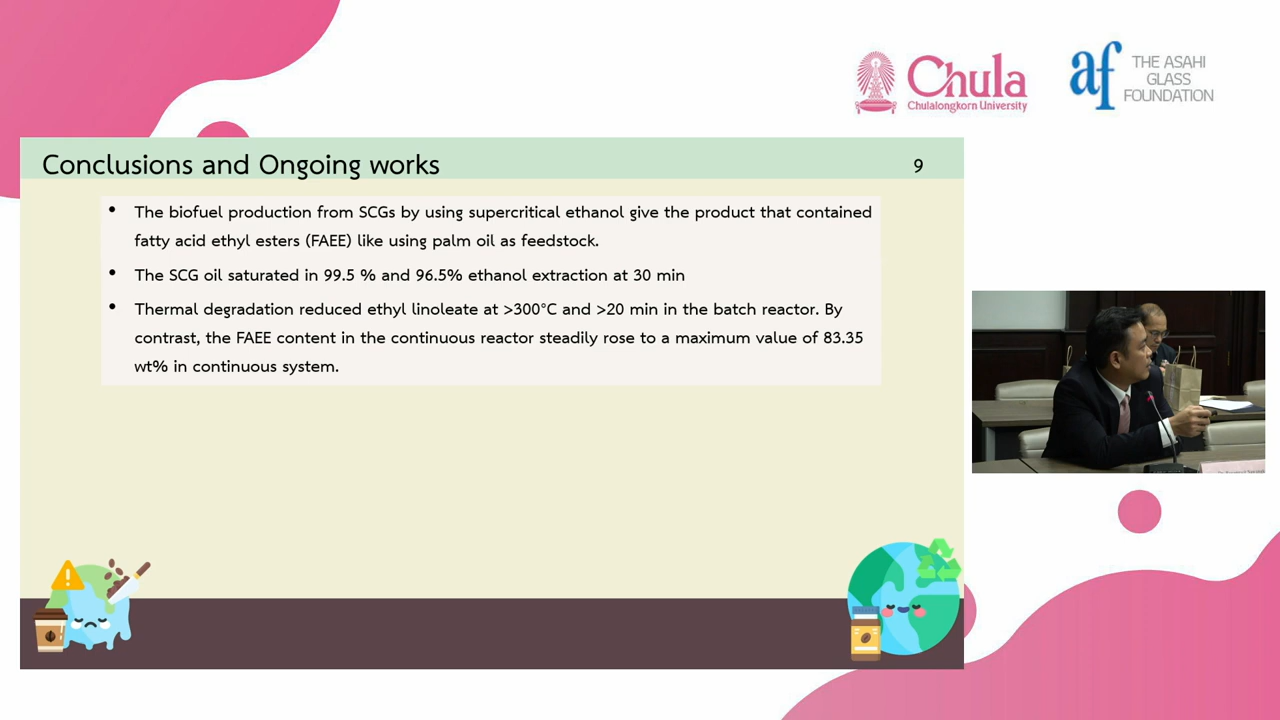 Chula
Chulalongkorn University
af
THE ASAHI
GLASS
FOUNDATION
Conclusions and Ongoing works
9
• The biofuel production from SCGs by using supercritical ethanol give the product that contained
fatty acid ethyl esters (FAEE) like using palm oil as feedstock.
• The SCG oil saturated in 99.5 % and 96.5% ethanol extraction at 30 min
• Thermal degradation reduced ethyl linoleate at >300°C and >20 min in the batch reactor. By
contrast, the FAEE content in the continuous reactor steadily rose to a maximum value of 83.35
wt% in continuous system.